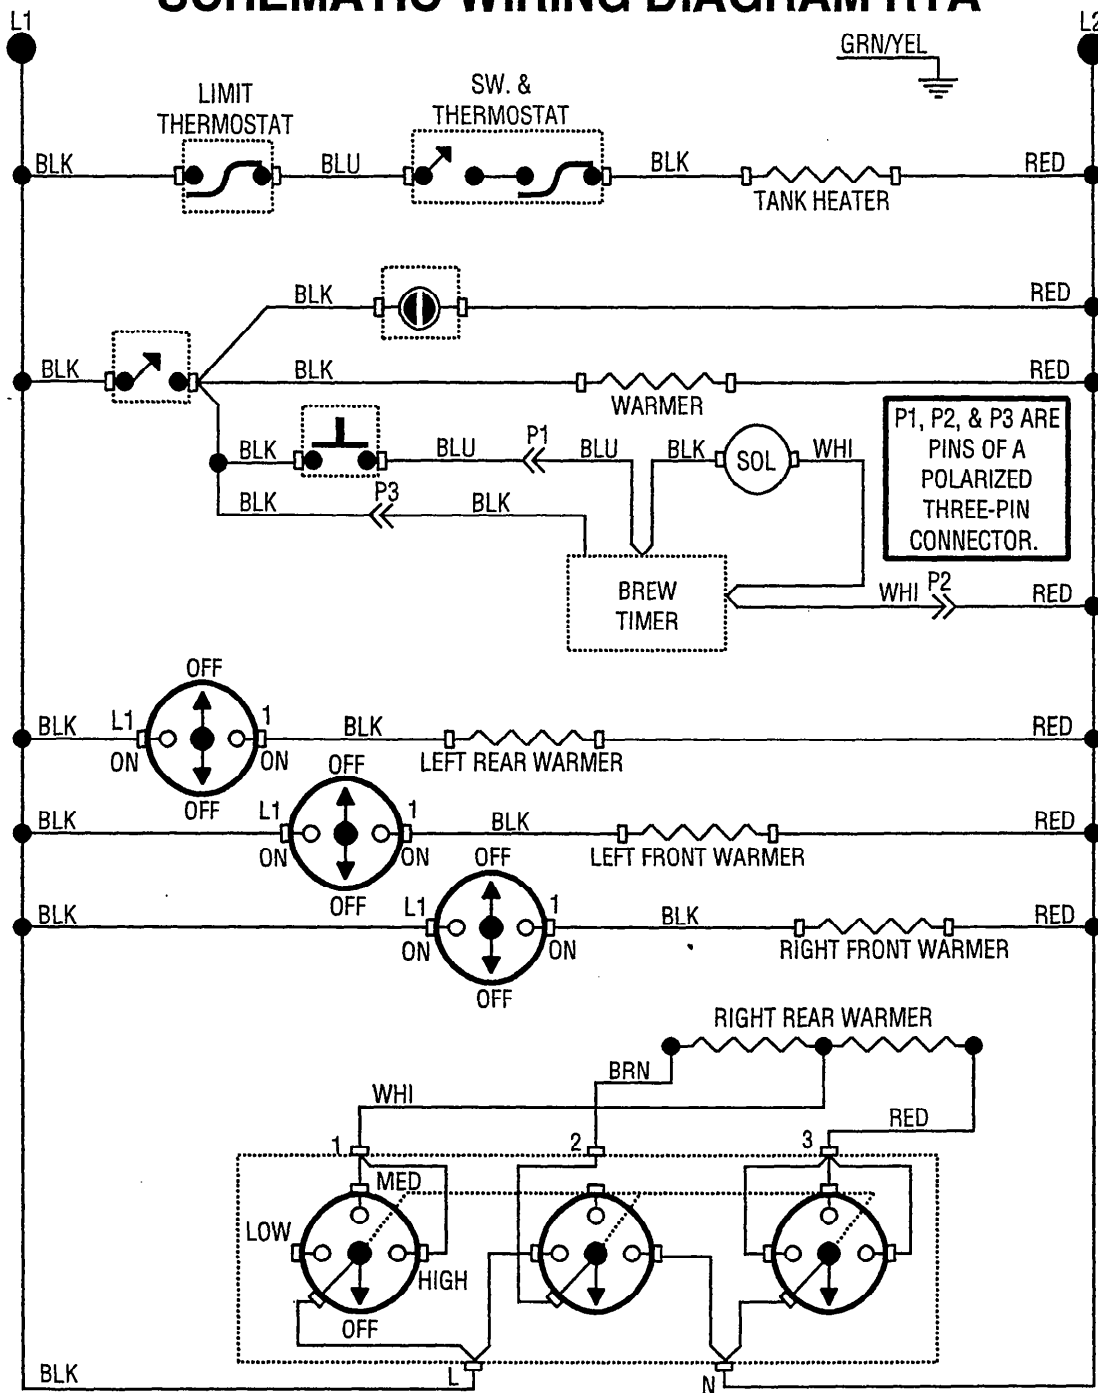 SCHEMATIC WIRING DIAGRAM RTA
L1
L2
GRN/YEL
LIMIT
THERMOSTAT
SW. &
THERMOSTAT
BLK
BLU
BLK
RED
TANK HEATER
BLK
RED
BLK
BLK
RED
WARMER
P1, P2, & P3 ARE
PINS OF A
POLARIZED
THREE-PIN
CONNECTOR.
BLK
BLU
P1
BLU
BLK
SOL
WHI
BLK
P3
BLK
BREW
TIMER
WHI
P2
RED
OFF
BLK
L1
1
BLK
RED
ON
ON
LEFT REAR WARMER
OFF
OFF
BLK
L1
1
BLK
RED
ON
ON
LEFT FRONT WARMER
OFF
OFF
BLK
L1
1
BLK
RED
ON
ON
RIGHT FRONT WARMER
OFF
RIGHT REAR WARMER
BRN
WHI
RED
1
2
3
MED
LOW
HIGH
OFF
BLK
L
N